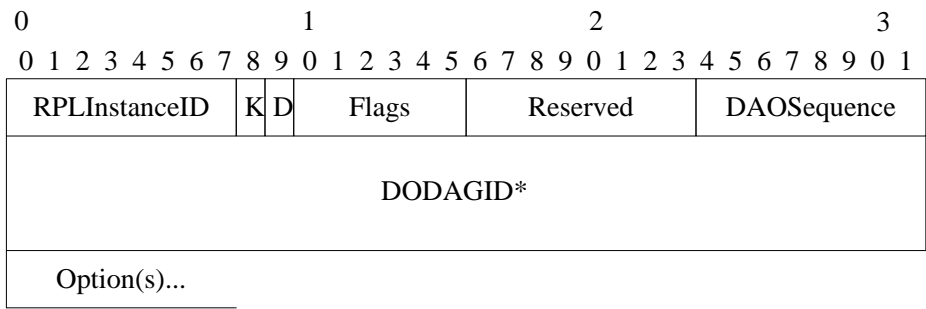 0 1 2 3
0 1 2 3 4 5 6 7 8 9 0 1 2 3 4 5 6 7 8 9 0 1 2 3 4 5 6 7 8 9 0 1
RPLInstanceID K D Flags Reserved DAOSequence
DODAGID*
Option(s)...